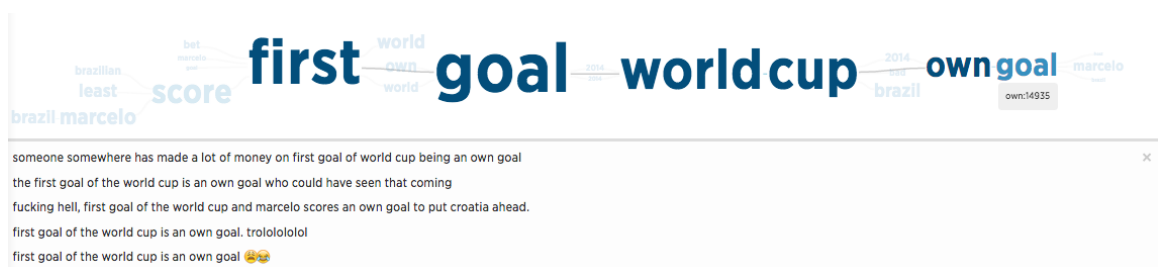 bet world 2014
marcelo
first own goal 2014 world cup own goal marcelo
brazilian world brazil
least score own:14935
brazil marcelo
someone somewhere has made a lot of money on first goal of world cup being an own goal ×
the first goal of the world cup is an own goal who could have seen that coming
fucking hell, first goal of the world cup and marcelo scores an own goal to put croatia ahead.
first goal of the world cup is an own goal. trolololololol
first goal of the world cup is an own goal 😩😂